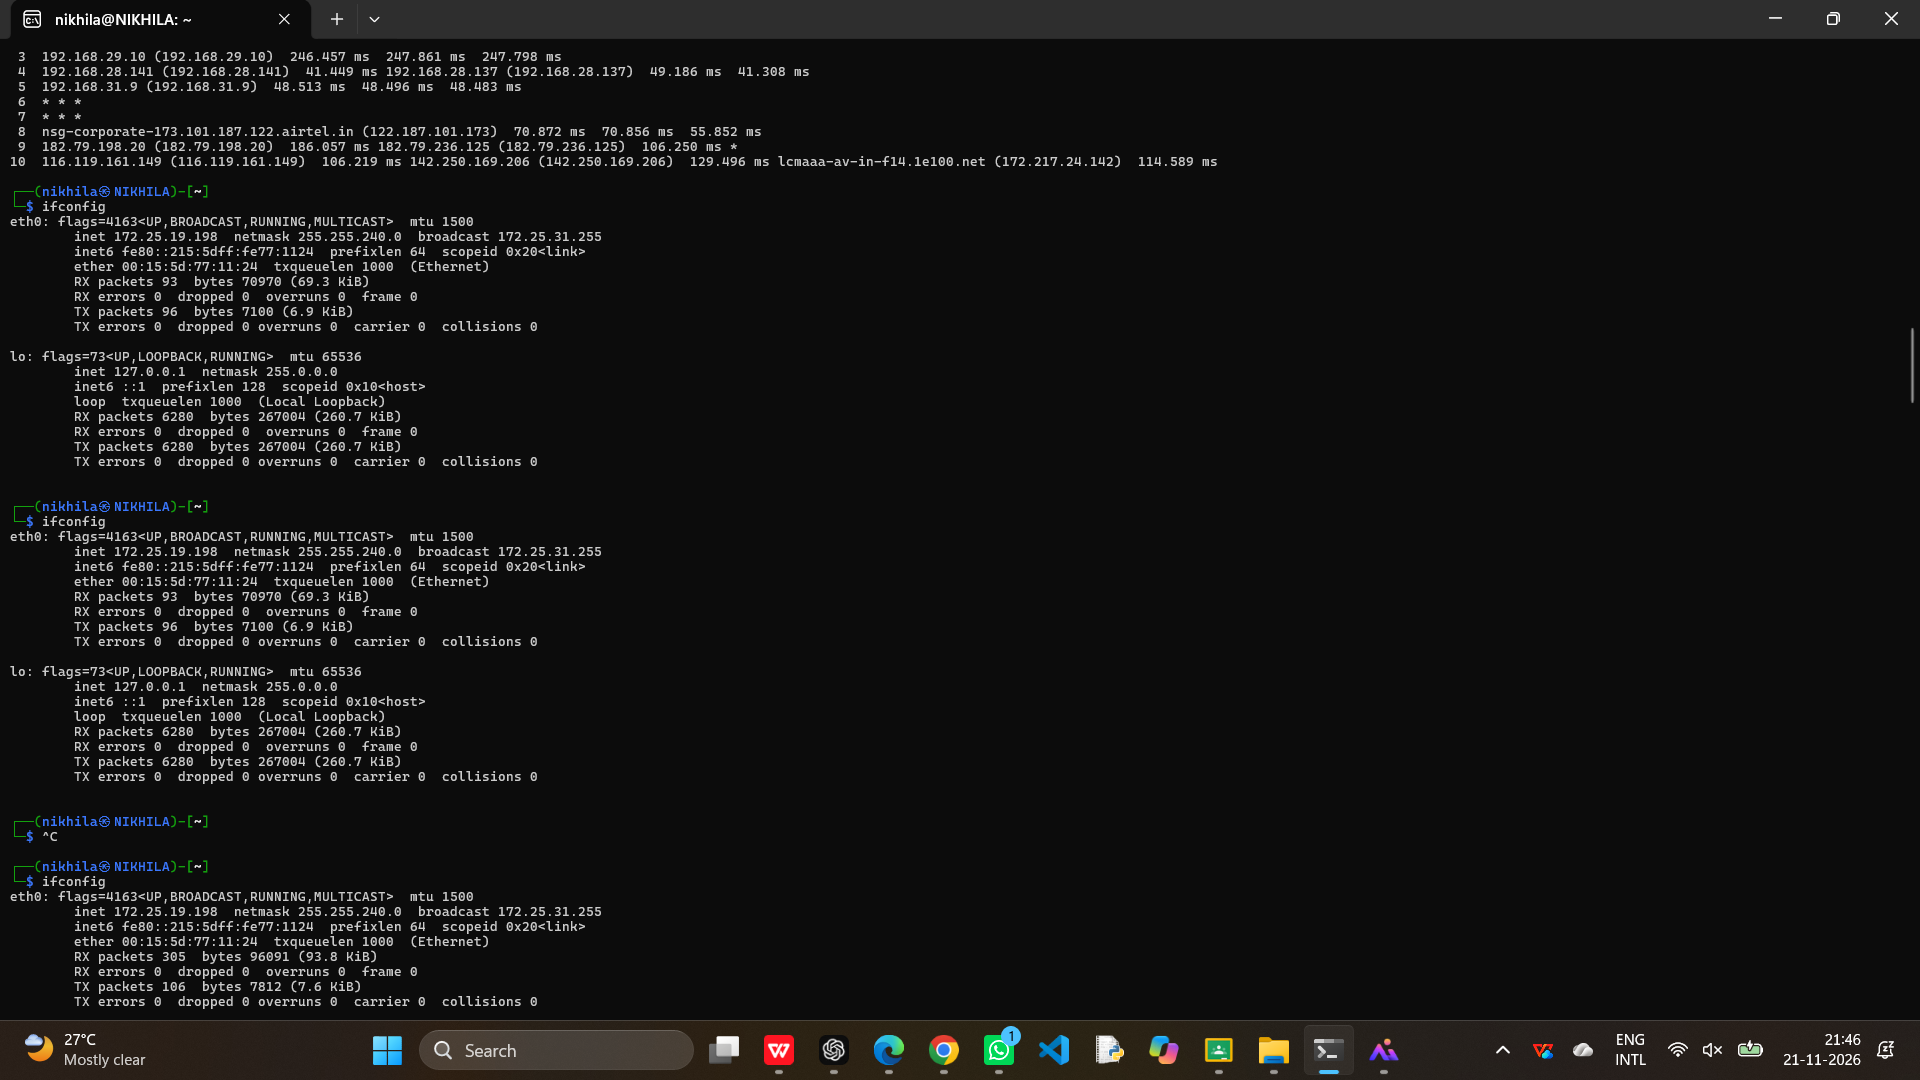 nikhila@NIKHILA: ~
3  192.168.29.10 (192.168.29.10)  246.457 ms  247.861 ms  247.798 ms
4  192.168.28.141 (192.168.28.141)  41.449 ms 192.168.28.137 (192.168.28.137)  49.186 ms  41.308 ms
5  192.168.31.9 (192.168.31.9)  48.513 ms  48.496 ms  48.483 ms
6  * * *
7  * * *
8  nsg-corporate-173.101.187.122.airtel.in (122.187.101.173)  70.872 ms  70.856 ms  55.852 ms
9  182.79.198.20 (182.79.198.20)  186.057 ms 182.79.236.125 (182.79.236.125)  106.250 ms *
10  116.119.161.149 (116.119.161.149)  106.219 ms 142.250.169.206 (142.250.169.206)  129.496 ms lcmaaa-av-in-f14.1e100.net (172.217.24.142)  114.589 ms
┌──(nikhila㉿NIKHILA)-[~]
└─$ ifconfig
eth0: flags=4163<UP,BROADCAST,RUNNING,MULTICAST>  mtu 1500
inet 172.25.19.198  netmask 255.255.240.0  broadcast 172.25.31.255
inet6 fe80::215:5dff:fe77:1124  prefixlen 64  scopeid 0x20<link>
ether 00:15:5d:77:11:24  txqueuelen 1000  (Ethernet)
RX packets 93  bytes 70970 (69.3 KiB)
RX errors 0  dropped 0  overruns 0  frame 0
TX packets 96  bytes 7100 (6.9 KiB)
TX errors 0  dropped 0 overruns 0  carrier 0  collisions 0
lo: flags=73<UP,LOOPBACK,RUNNING>  mtu 65536
inet 127.0.0.1  netmask 255.0.0.0
inet6 ::1  prefixlen 128  scopeid 0x10<host>
loop  txqueuelen 1000  (Local Loopback)
RX packets 6280  bytes 267004 (260.7 KiB)
RX errors 0  dropped 0  overruns 0  frame 0
TX packets 6280  bytes 267004 (260.7 KiB)
TX errors 0  dropped 0 overruns 0  carrier 0  collisions 0
┌──(nikhila㉿NIKHILA)-[~]
└─$ ifconfig
eth0: flags=4163<UP,BROADCAST,RUNNING,MULTICAST>  mtu 1500
inet 172.25.19.198  netmask 255.255.240.0  broadcast 172.25.31.255
inet6 fe80::215:5dff:fe77:1124  prefixlen 64  scopeid 0x20<link>
ether 00:15:5d:77:11:24  txqueuelen 1000  (Ethernet)
RX packets 93  bytes 70970 (69.3 KiB)
RX errors 0  dropped 0  overruns 0  frame 0
TX packets 96  bytes 7100 (6.9 KiB)
TX errors 0  dropped 0 overruns 0  carrier 0  collisions 0
lo: flags=73<UP,LOOPBACK,RUNNING>  mtu 65536
inet 127.0.0.1  netmask 255.0.0.0
inet6 ::1  prefixlen 128  scopeid 0x10<host>
loop  txqueuelen 1000  (Local Loopback)
RX packets 6280  bytes 267004 (260.7 KiB)
RX errors 0  dropped 0  overruns 0  frame 0
TX packets 6280  bytes 267004 (260.7 KiB)
TX errors 0  dropped 0 overruns 0  carrier 0  collisions 0
┌──(nikhila㉿NIKHILA)-[~]
└─$ ^C
┌──(nikhila㉿NIKHILA)-[~]
└─$ ifconfig
eth0: flags=4163<UP,BROADCAST,RUNNING,MULTICAST>  mtu 1500
inet 172.25.19.198  netmask 255.255.240.0  broadcast 172.25.31.255
inet6 fe80::215:5dff:fe77:1124  prefixlen 64  scopeid 0x20<link>
ether 00:15:5d:77:11:24  txqueuelen 1000  (Ethernet)
RX packets 305  bytes 96091 (93.8 KiB)
RX errors 0  dropped 0  overruns 0  frame 0
TX packets 106  bytes 7812 (7.6 KiB)
TX errors 0  dropped 0 overruns 0  carrier 0  collisions 0
27°C
Mostly clear
Search
1
ENG
INTL
21:46
21-11-2026